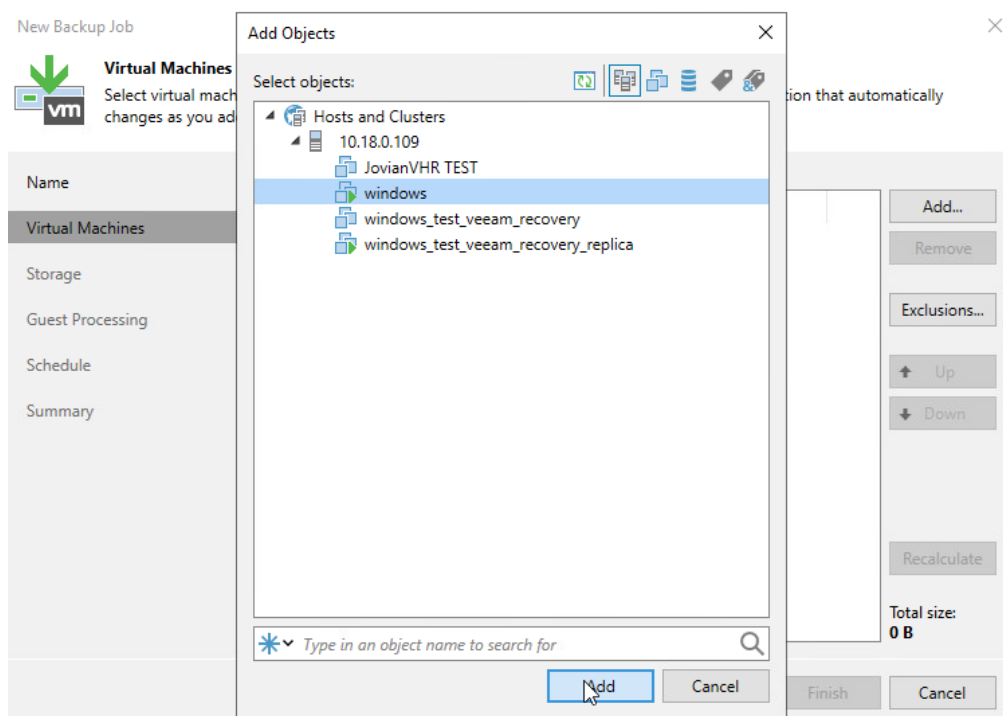 New Backup Job
Virtual Machines
Select virtual mach
changes as you ad
tion that automatically
vm
Name
Virtual Machines
Storage
Guest Processing
Schedule
Summary
Add Objects
Select objects:
Hosts and Clusters
10.18.0.109
JovianVHR TEST
windows
windows_test_veeam_recovery
windows_test_veeam_recovery_replica
Type in an object name to search for
Add
Cancel
Add...
Remove
Exclusions...
Up
Down
Recalculate
Total size:
0 B
Finish
Cancel